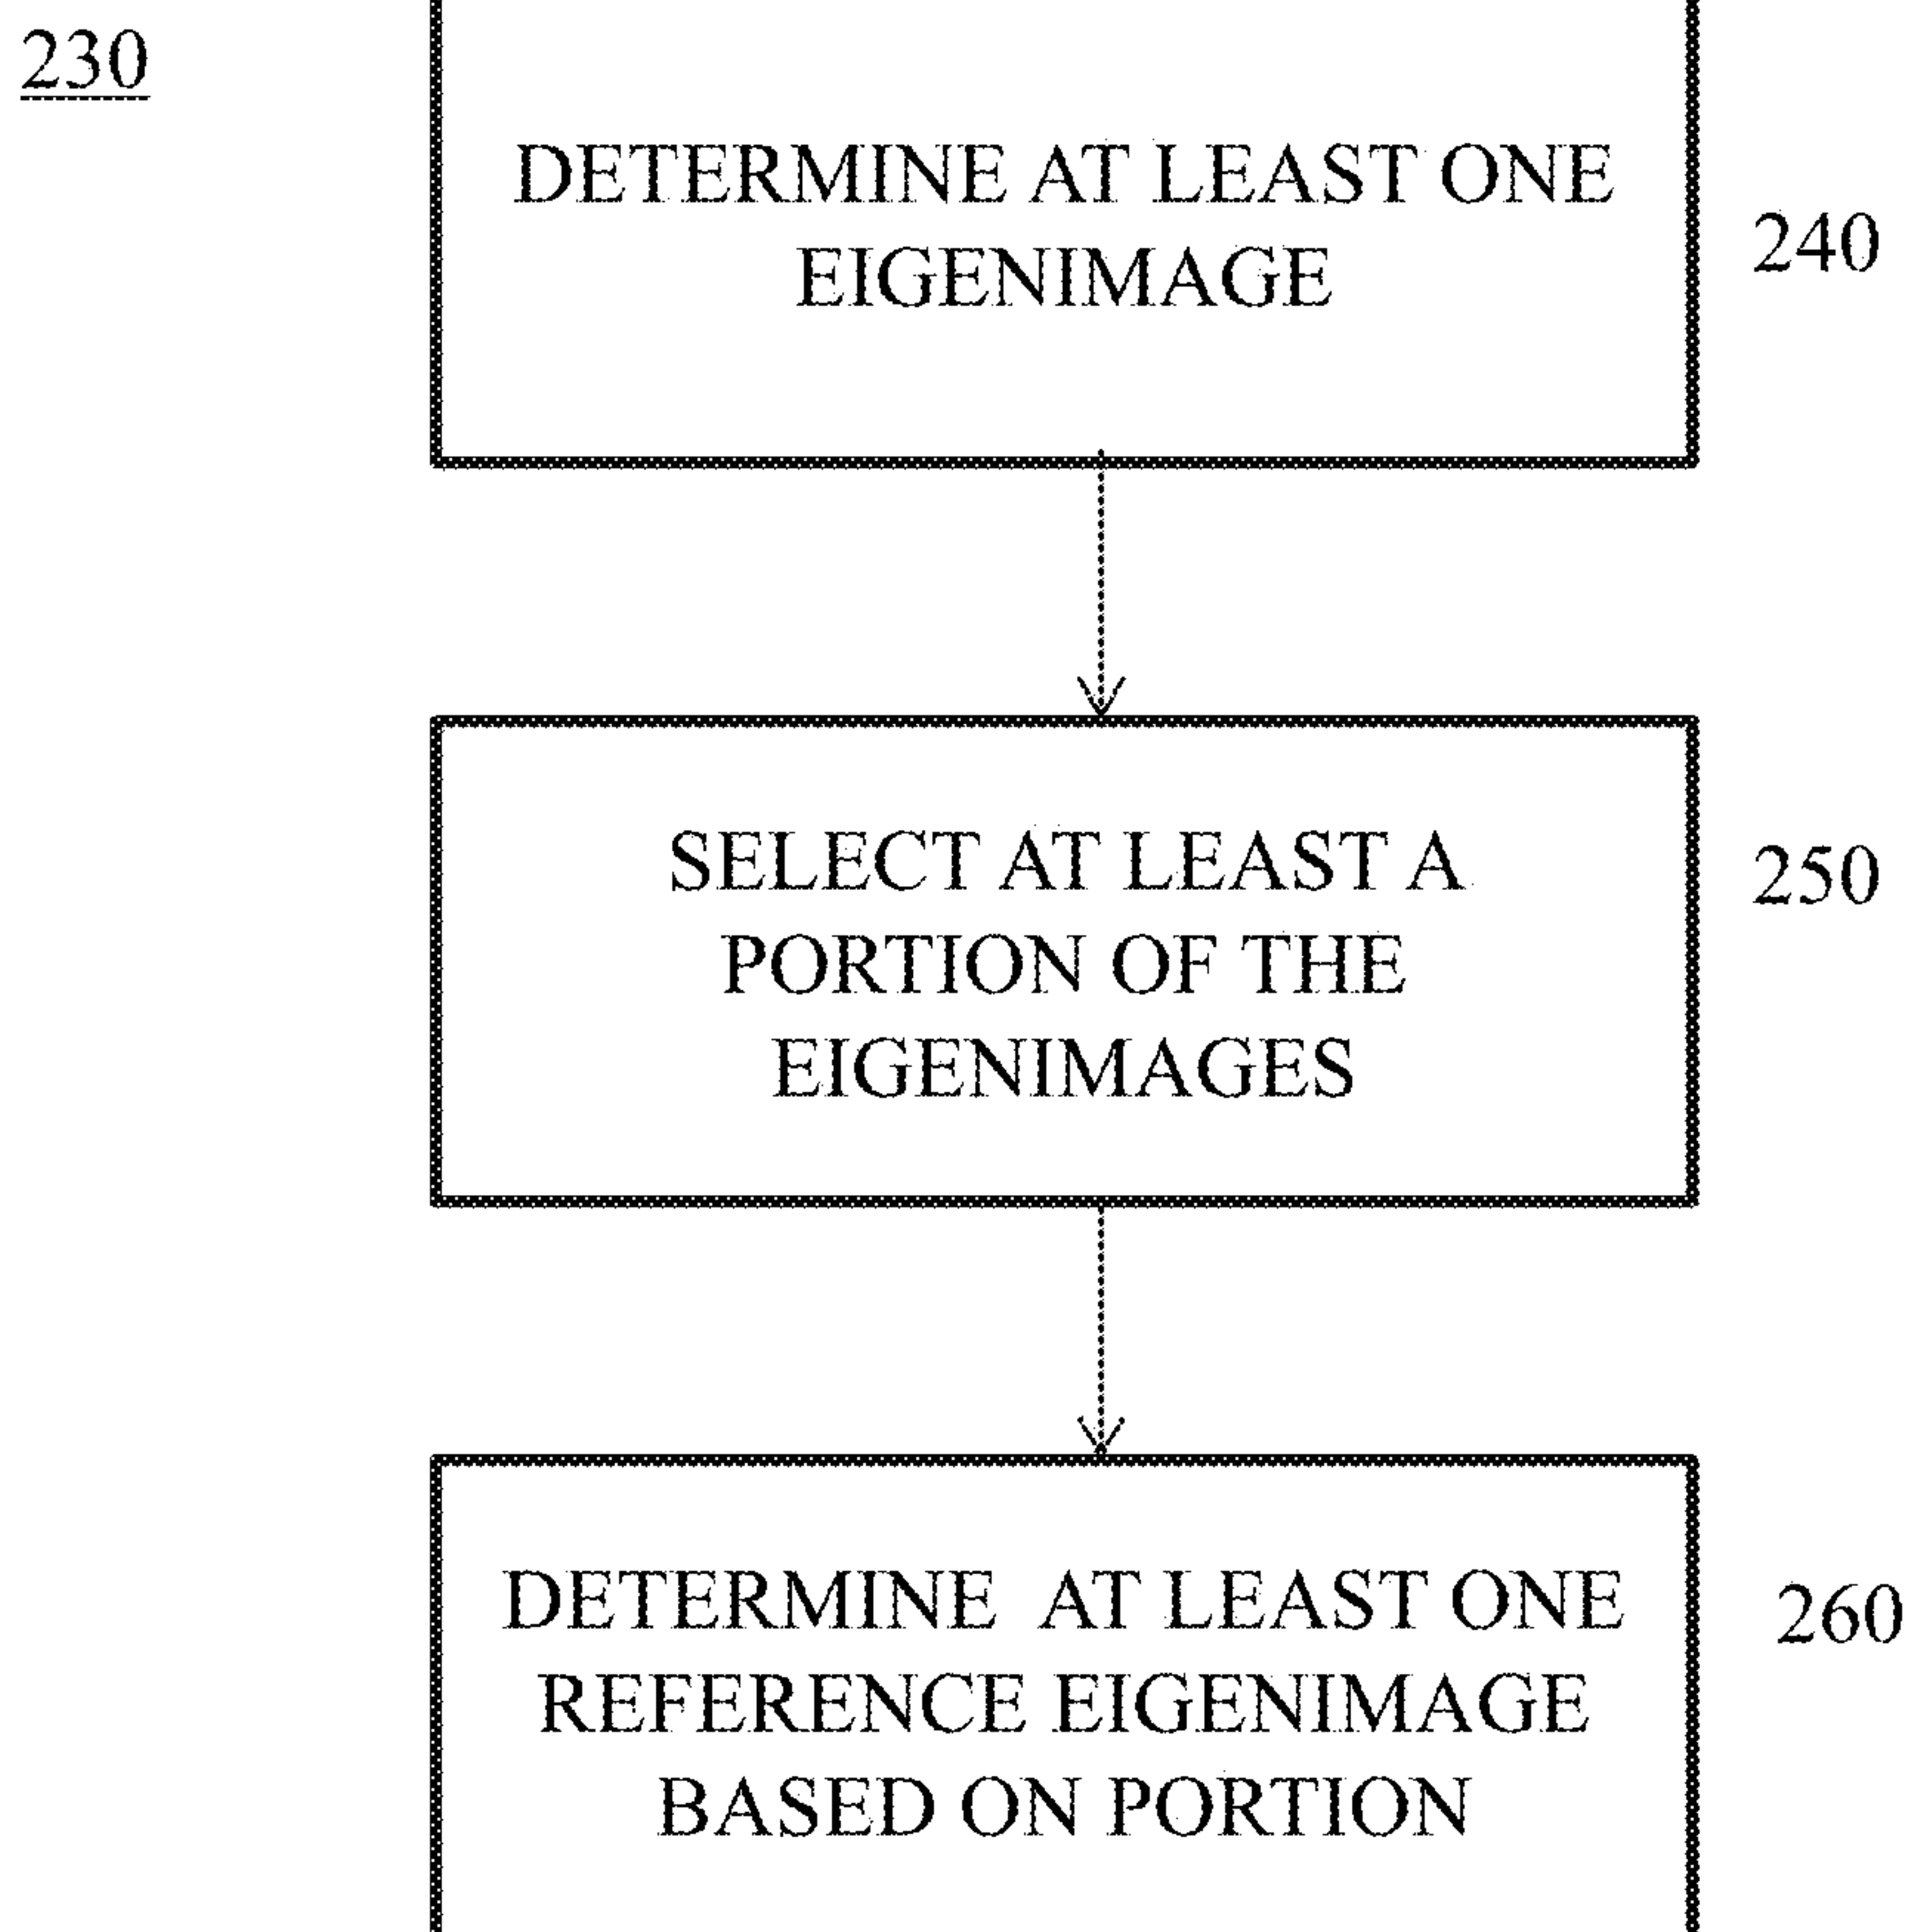 230
DETERMINE AT LEAST ONE
EIGENIMAGE
240
SELECT AT LEAST A
PORTION OF THE
EIGENIMAGES
250
DETERMINE AT LEAST ONE
REFERENCE EIGENIMAGE
BASED ON PORTION
260